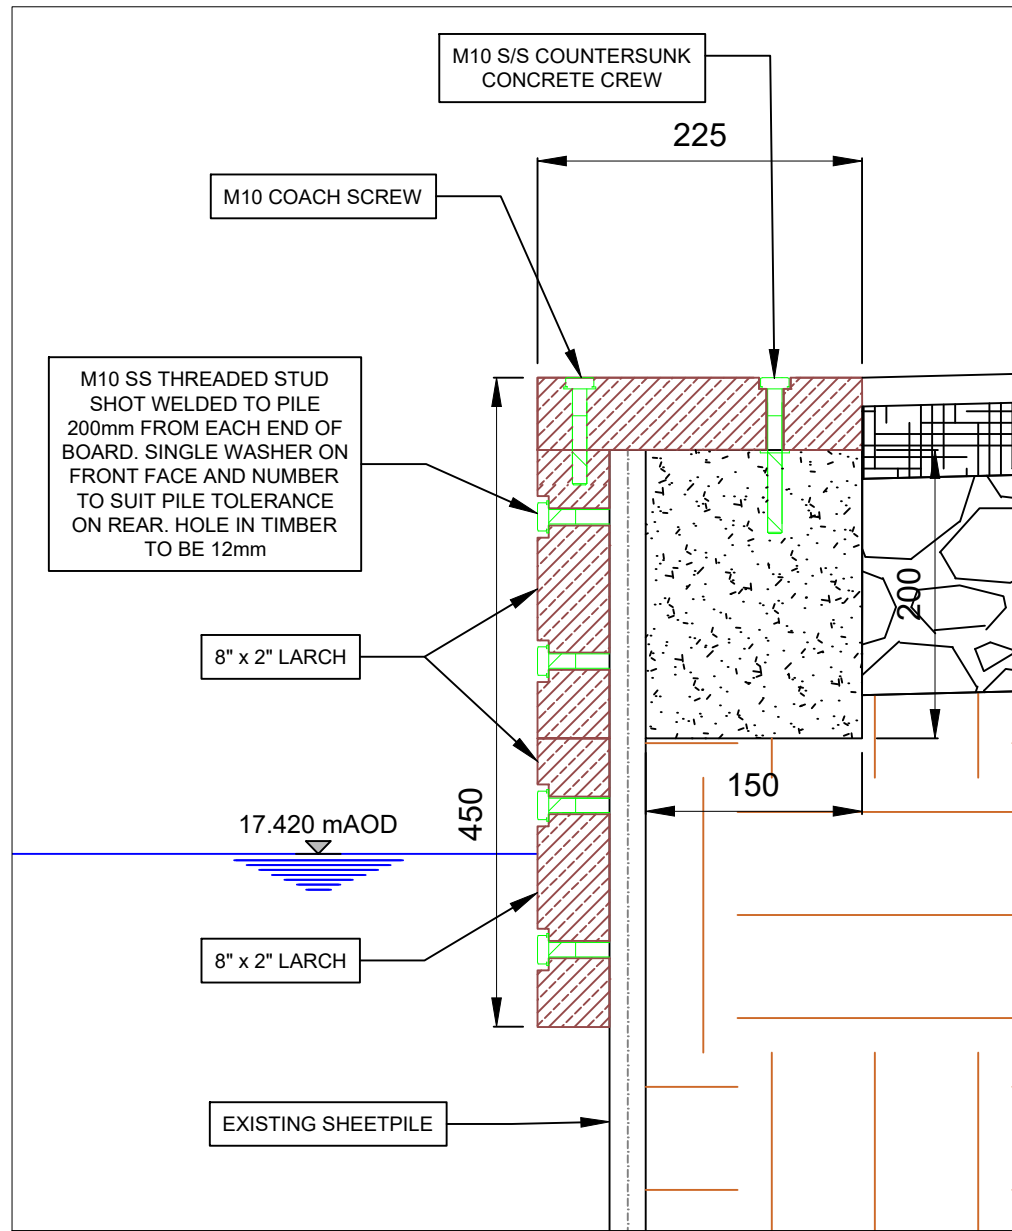 M10 S/S COUNTERSUNK
CONCRETE CREW
225
M10 COACH SCREW
M10 SS THREADED STUD
SHOT WELDED TO PILE
200mm FROM EACH END OF
BOARD. SINGLE WASHER ON
FRONT FACE AND NUMBER
TO SUIT PILE TOLERANCE
ON REAR. HOLE IN TIMBER
TO BE 12mm
200
8" x 2" LARCH
150
450
17.420 mAOD
8" x 2" LARCH
EXISTING SHEETPILE